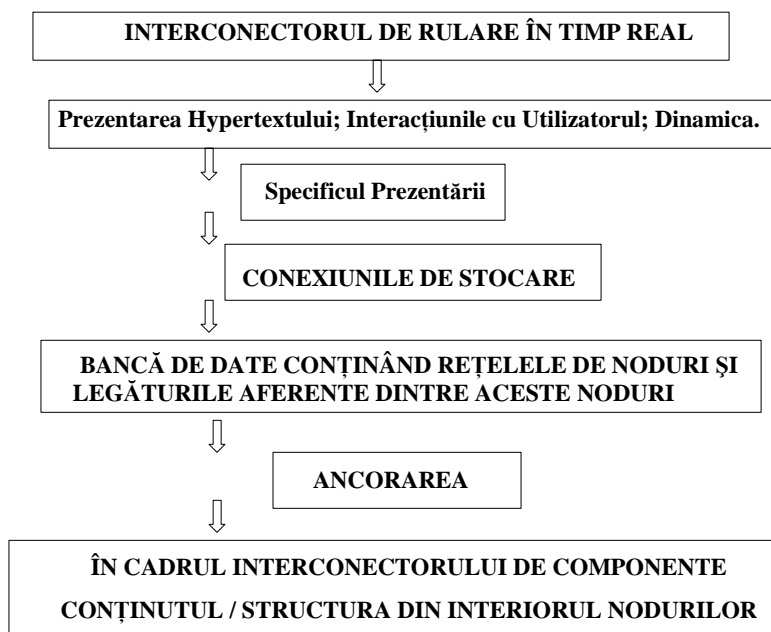 INTERCONECTORUL DE RULARE ÎN TIMP REAL
Prezentarea Hypertextului; Interacțiunile cu Utilizatorul; Dinamica.
Specificul Prezentării
CONEXIUNILE DE STOCARE
BANCĂ DE DATE CONȚINÂND REȚELELE DE NODURI ŞI
LEGĂTURILE AFERENTE DINTRE ACESTE NODURI
ANCORAREA
ÎN CADRUL INTERCONECTORULUI DE COMPONENTE
CONȚINUTUL / STRUCTURA DIN INTERIORUL NODURILOR